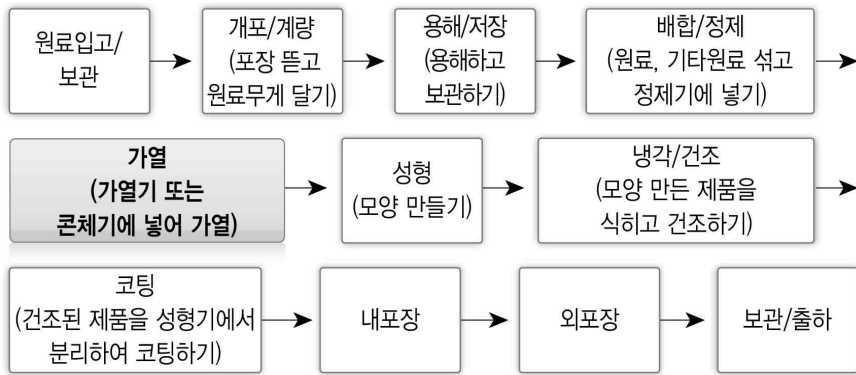 원료입고/
보관
개포/계량
(포장 뜯고
원료무게 달기)
용해/저장
(용해하고
보관하기)
배합/정제
(원료, 기타원료 섞고
정제기에 넣기)
가열
(가열기 또는
콘체기에 넣어 가열)
성형
(모양 만들기)
냉각/건조
(모양 만든 제품을
식히고 건조하기)
코팅
(건조된 제품을 성형기에서
분리하여 코팅하기)
내포장
외포장
보관/출하